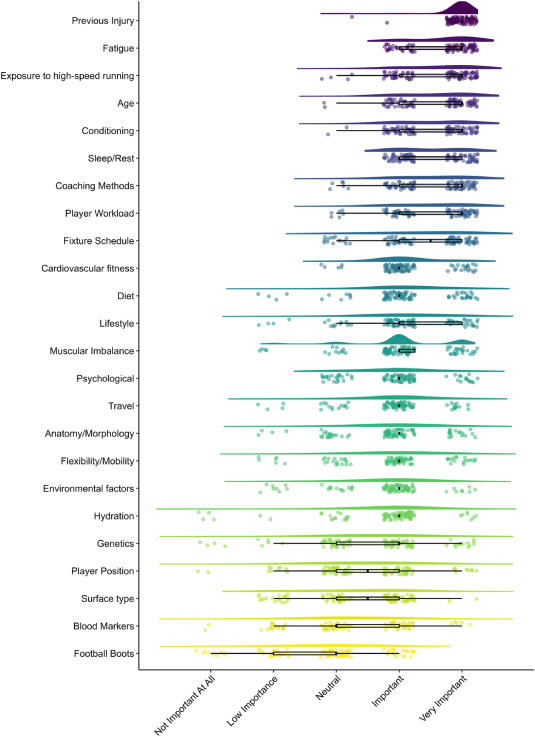 Previous Injury
Fatigue
Exposure to high-speed running
Age
Conditioning
Sleep/Rest
Coaching Methods
Player Workload
Fixture Schedule
Cardiovascular fitness
Diet
Lifestyle
Muscular Imbalance
Psychological
Travel
Anatomy/Morphology
Flexibility/Mobility
Environmental factors
Hydration
Genetics
Player Position
Surface type
Blood Markers
Football Boots
Not Important At All
Low Importance
Neutral
Important
Very Important